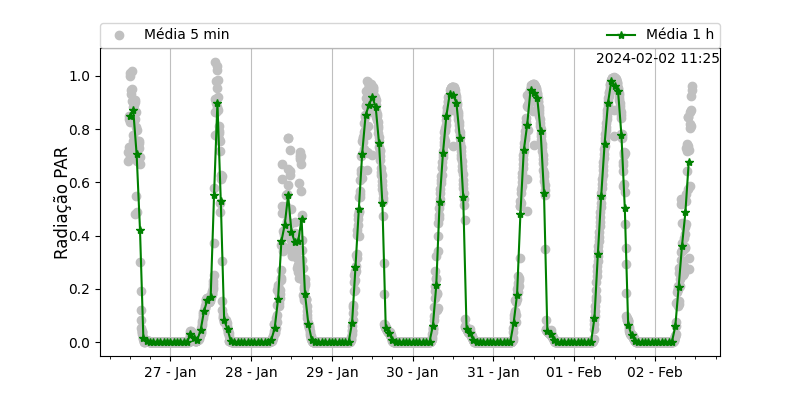 Média 5 min
Média 1 h
2024-02-02 11:25
Radiação PAR
1.0
0.8
0.6
0.4
0.2
0.0
27 - Jan
28 - Jan
29 - Jan
30 - Jan
31 - Jan
01 - Feb
02 - Feb